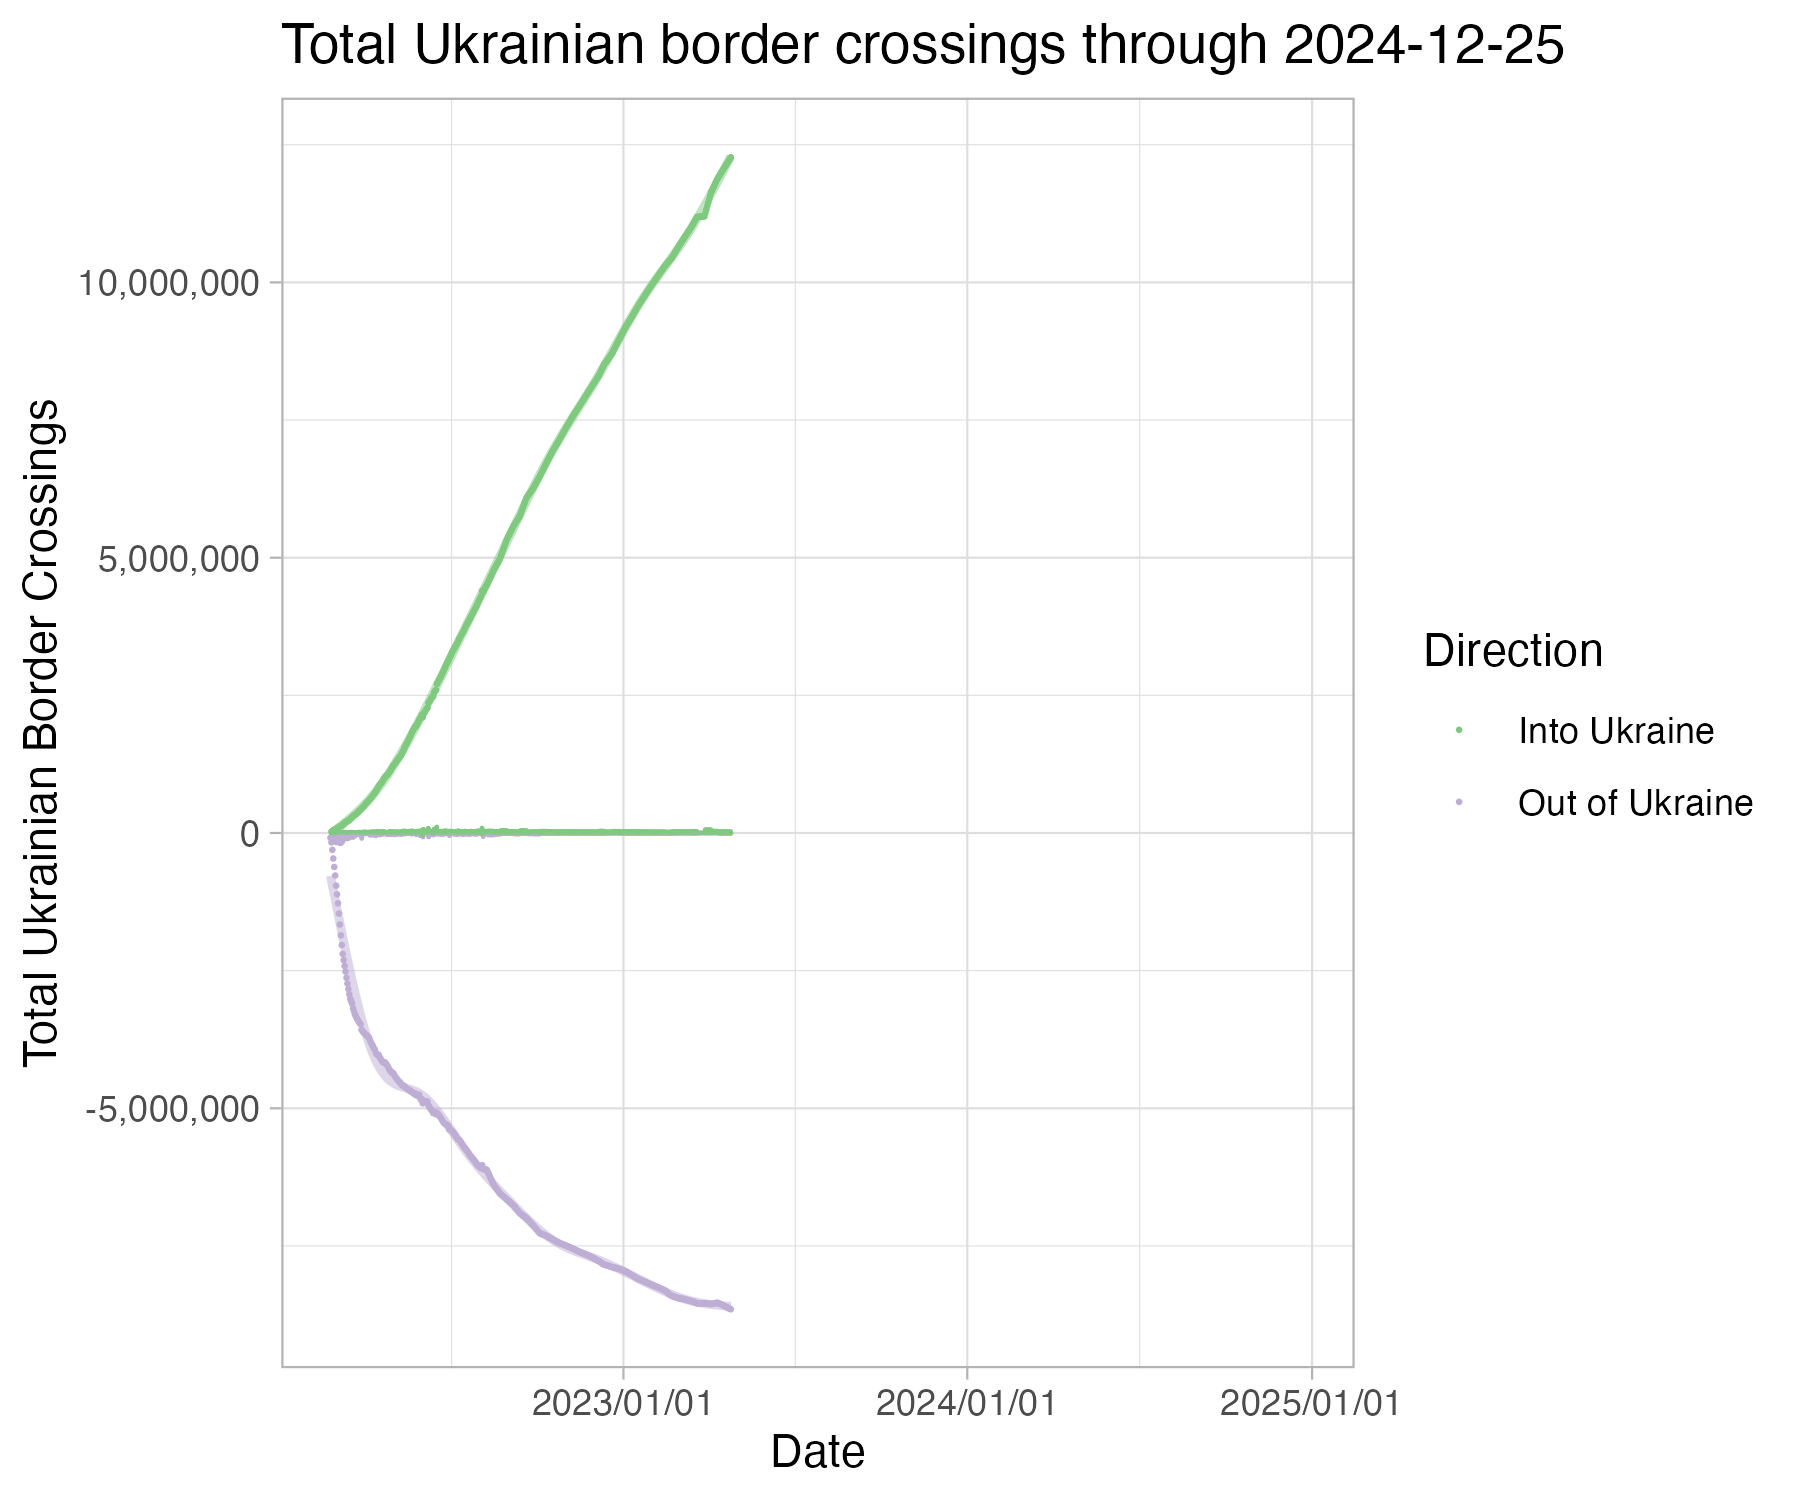 Total Ukrainian border crossings through 2024-12-25
Total Ukrainian Border Crossings
10,000,000
5,000,000
0
-5,000,000
2023/01/01
2024/01/01
2025/01/01
Date
Direction
Into Ukraine
Out of Ukraine